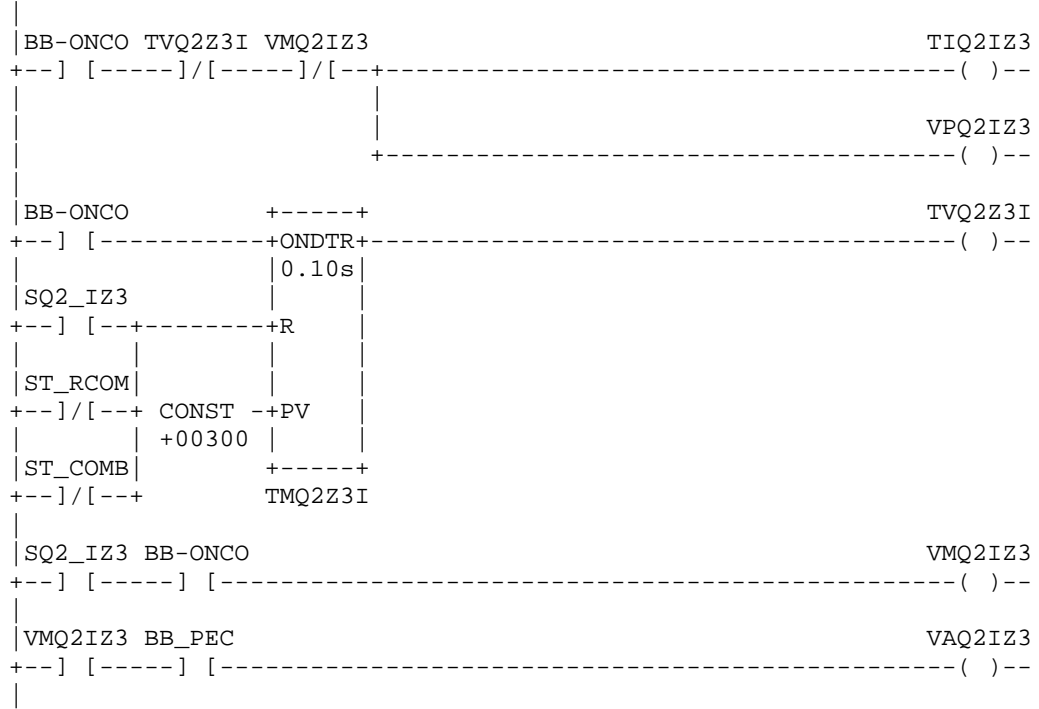 BB-ONCO TVQ2Z3I VMQ2IZ3 TIQ2IZ3
+--] [-----]/[-----]/[--+--------------------------------------( )--
VPQ2IZ3
+--------------------------------------( )--
BB-ONCO +-----+ TVQ2Z3I
+--] [-----------+ONDTR+---------------------------------------( )--
|0.10s|
SQ2_IZ3
+--] [--+--------+R
ST_RCOM
+--]/[--+ CONST -+PV
+00300
ST_COMB +-----+
+--]/[--+ TMQ2Z3I
SQ2_IZ3 BB-ONCO VMQ2IZ3
+--] [-----] [-------------------------------------------------( )--
VMQ2IZ3 BB_PEC VAQ2IZ3
+--] [-----] [-------------------------------------------------( )--